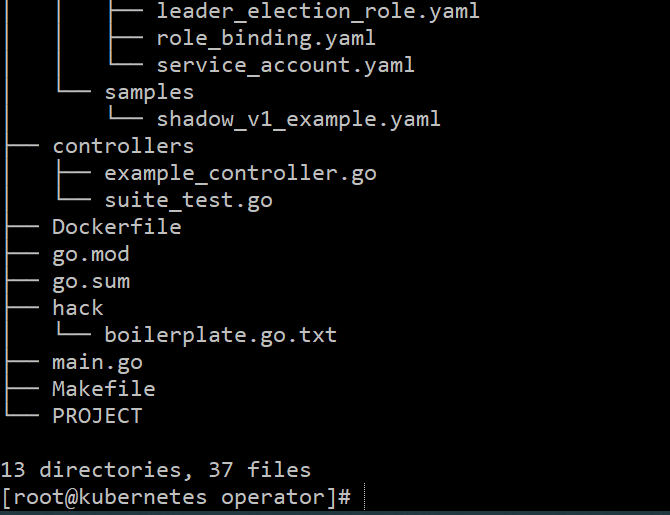 │   │   ├── leader_election_role.yaml
│   │   ├── role_binding.yaml
│   │   └── service_account.yaml
│   └── samples
│       └── shadow_v1_example.yaml
├── controllers
│   ├── example_controller.go
│   └── suite_test.go
├── Dockerfile
├── go.mod
├── go.sum
├── hack
│   └── boilerplate.go.txt
├── main.go
├── Makefile
└── PROJECT
13 directories, 37 files
[root@kubernetes operator]#